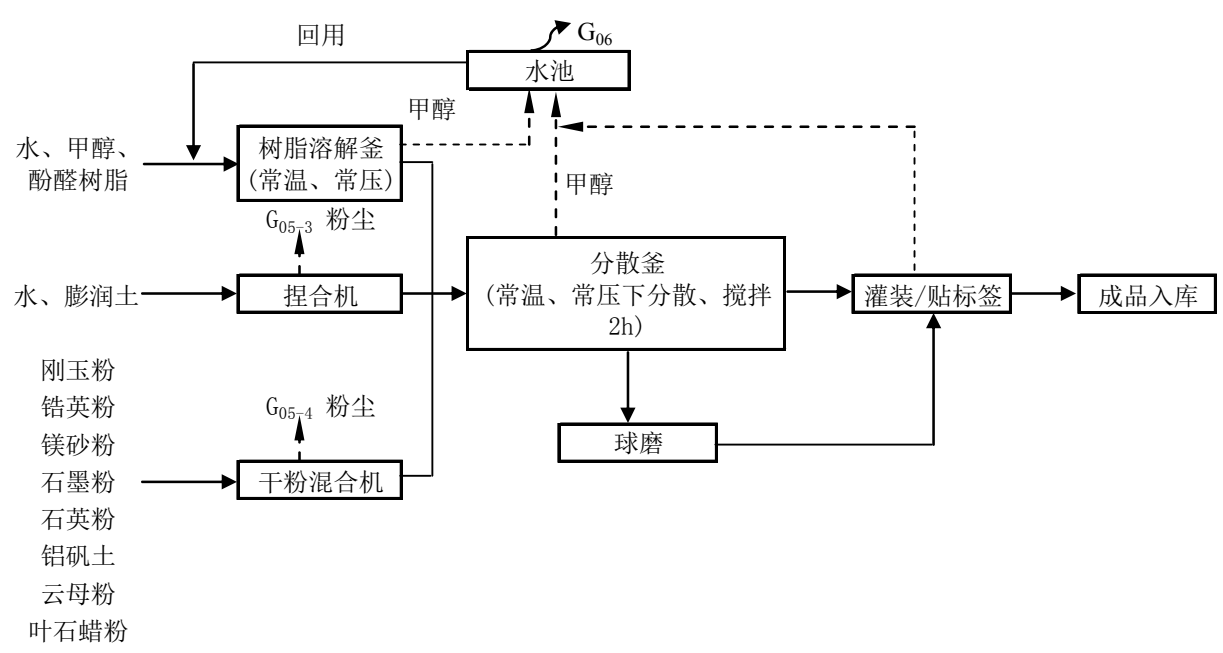 回用
G06
水池
甲醇
水、甲醇、
酚醛树脂
树脂溶解釜
(常温、常压)
甲醇
G05-3 粉尘
水、膨润土
捏合机
分散釜
(常温、常压下分散、搅拌
2h)
灌装/贴标签
成品入库
刚玉粉
锆英粉
镁砂粉
石墨粉
石英粉
铝矾土
云母粉
叶石蜡粉
G05-4 粉尘
干粉混合机
球磨